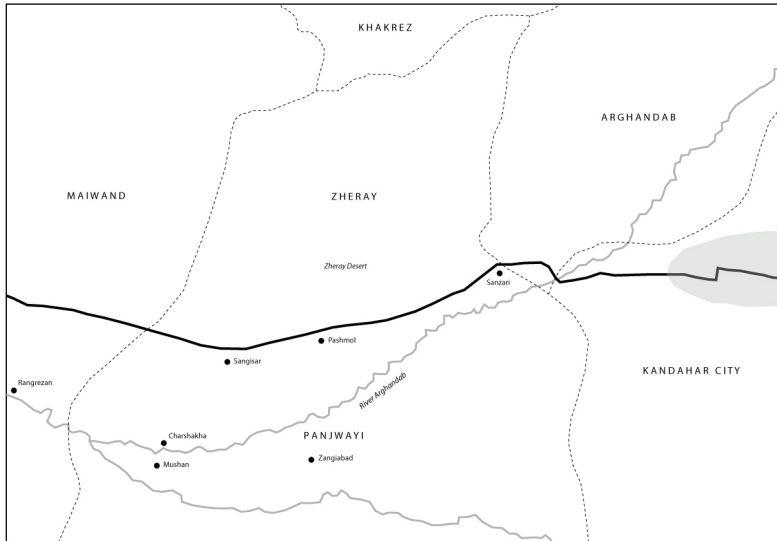 KHAKREZ
ARGHANDAB
MAIWAND
ZHERAY
Zheray Desert
Sanzari
Pashmol
Sangisar
KANDAHAR CITY
Rangrezan
River Arghandab
Charshakha
PANJWAYI
Zangiabad
Mushan